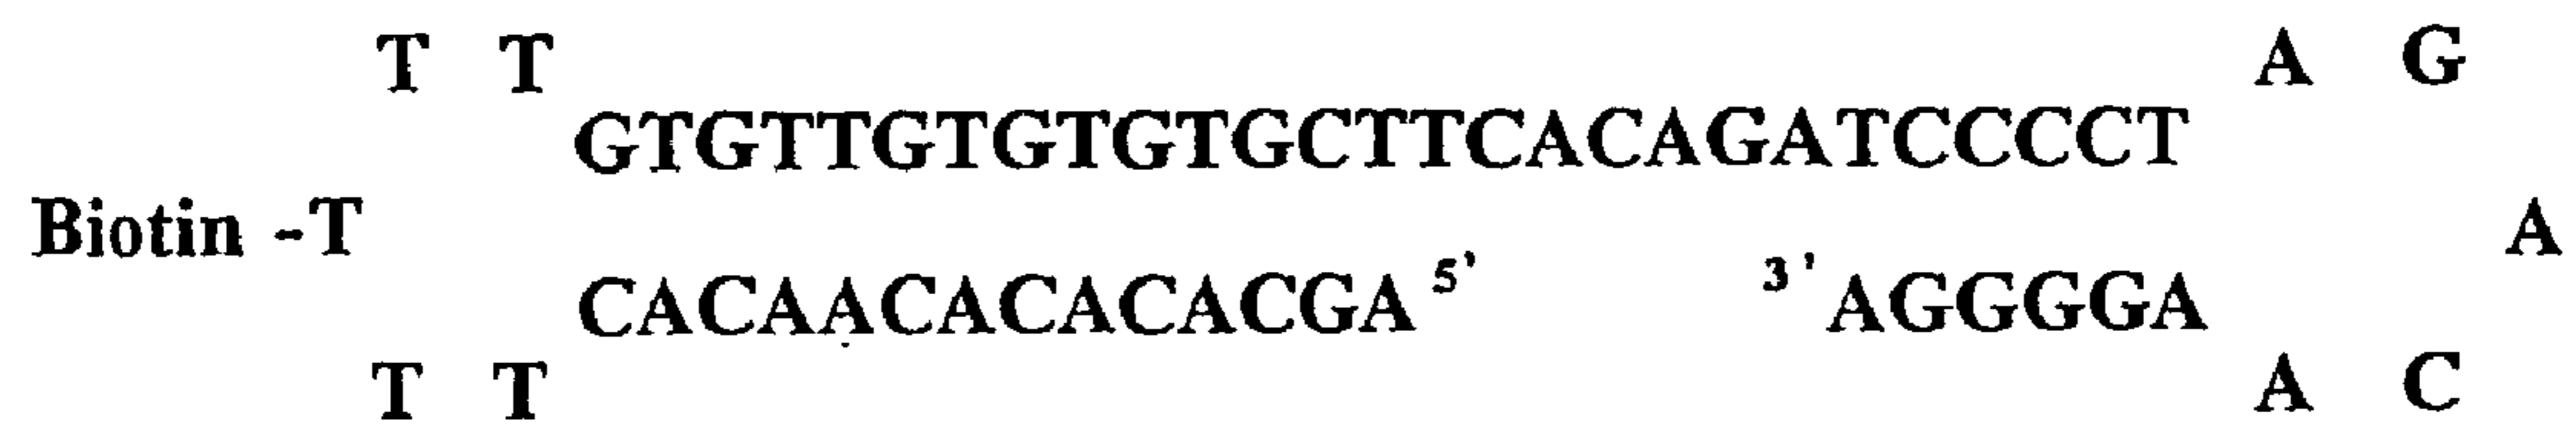 T T A G
GTGTTGTGTGTGCTTCACAGATCCCCT
Biotin -T A
CACAACACACACGA 5' 3' AGGGGA
T T A C